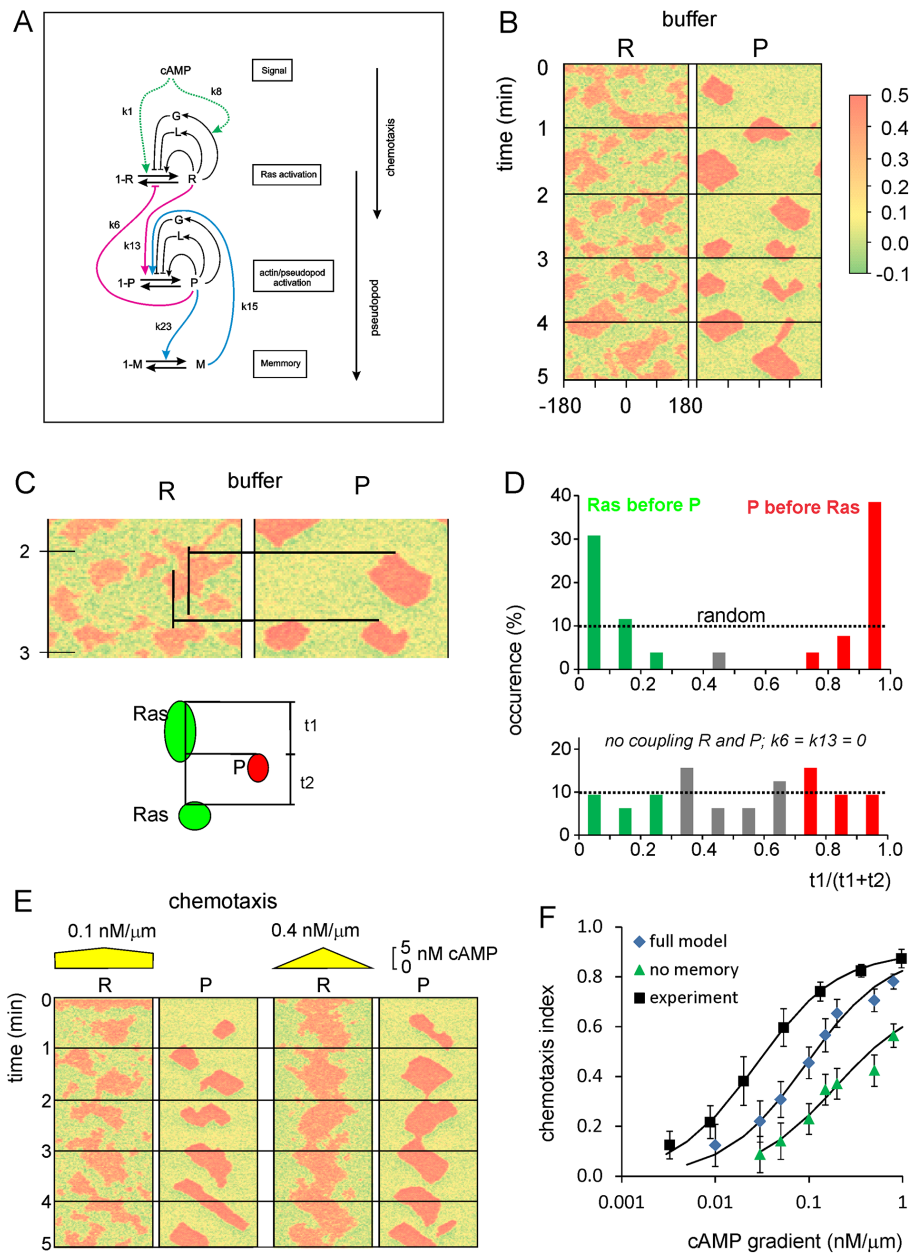 A
cAMP
Signal
k1
k8
G
L
chemotaxis
1-R
R
Ras activation
k6
k13
G
L
1-P
P
actin/pseudopod
activation
k15
k23
pseudopod
1-M
M
Memmory
B
buffer
R
P
time (min)
0
1
2
3
4
5
-180
0
180
0.5
0.4
0.3
0.2
0.1
0.0
-0.1
C
buffer
R
P
2
3
Ras
t1
P
t2
Ras
D
occurence (%)
40
30
20
10
0
Ras before P
P before Ras
random
0
0.2
0.4
0.6
0.8
1.0
no coupling R and P; k6 = k13 = 0
20
10
0
0
0.2
0.4
0.6
0.8
1.0
t1/(t1+t2)
E
chemotaxis
0.1 nM/μm
0.4 nM/μm
5
0
nM cAMP
R
P
R
P
time (min)
0
1
2
3
4
5
F
chemotaxis index
1.0
0.8
0.6
0.4
0.2
0.0
full model
no memory
experiment
0.001
0.01
0.1
1
cAMP gradient (nM/μm)